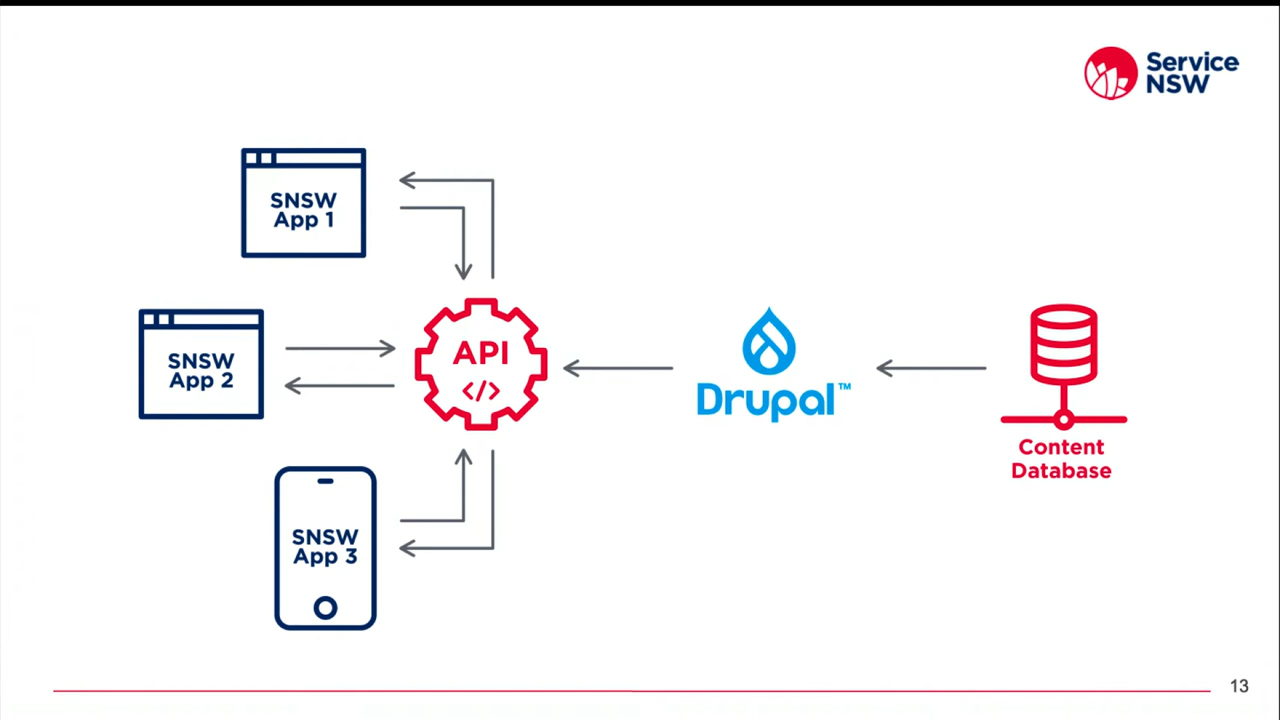 Service
NSW
SNSW
App 1
SNSW
App 2
API
</>
Drupal™
Content
Database
SNSW
App 3
13